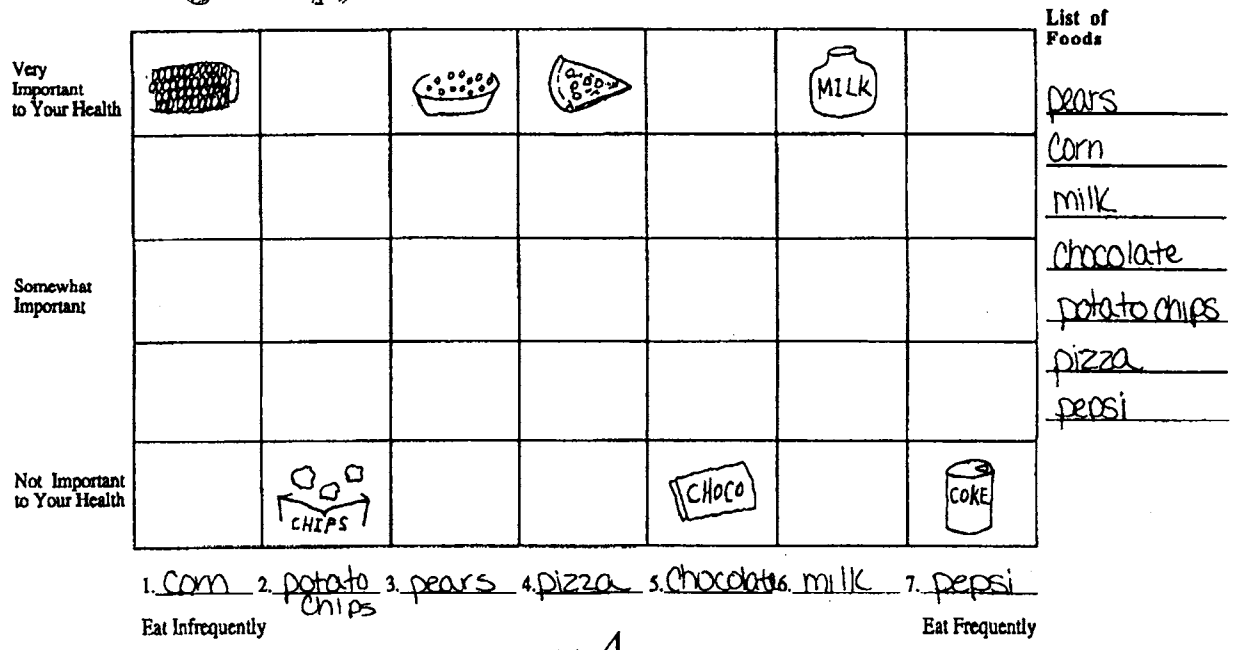 List of
Foods
Very
Important
to Your Health
MILK
pears
corn
milk
chocolate
Somewhat
Important
potato chips
pizza
pepsi
Not Important
to Your Health
CHIPS
CHOCO
COKE
1. corn 2. potato chips 3. pears 4. pizza 5. chocolate 6. milk 7. pepsi
Eat Infrequently Eat Frequently